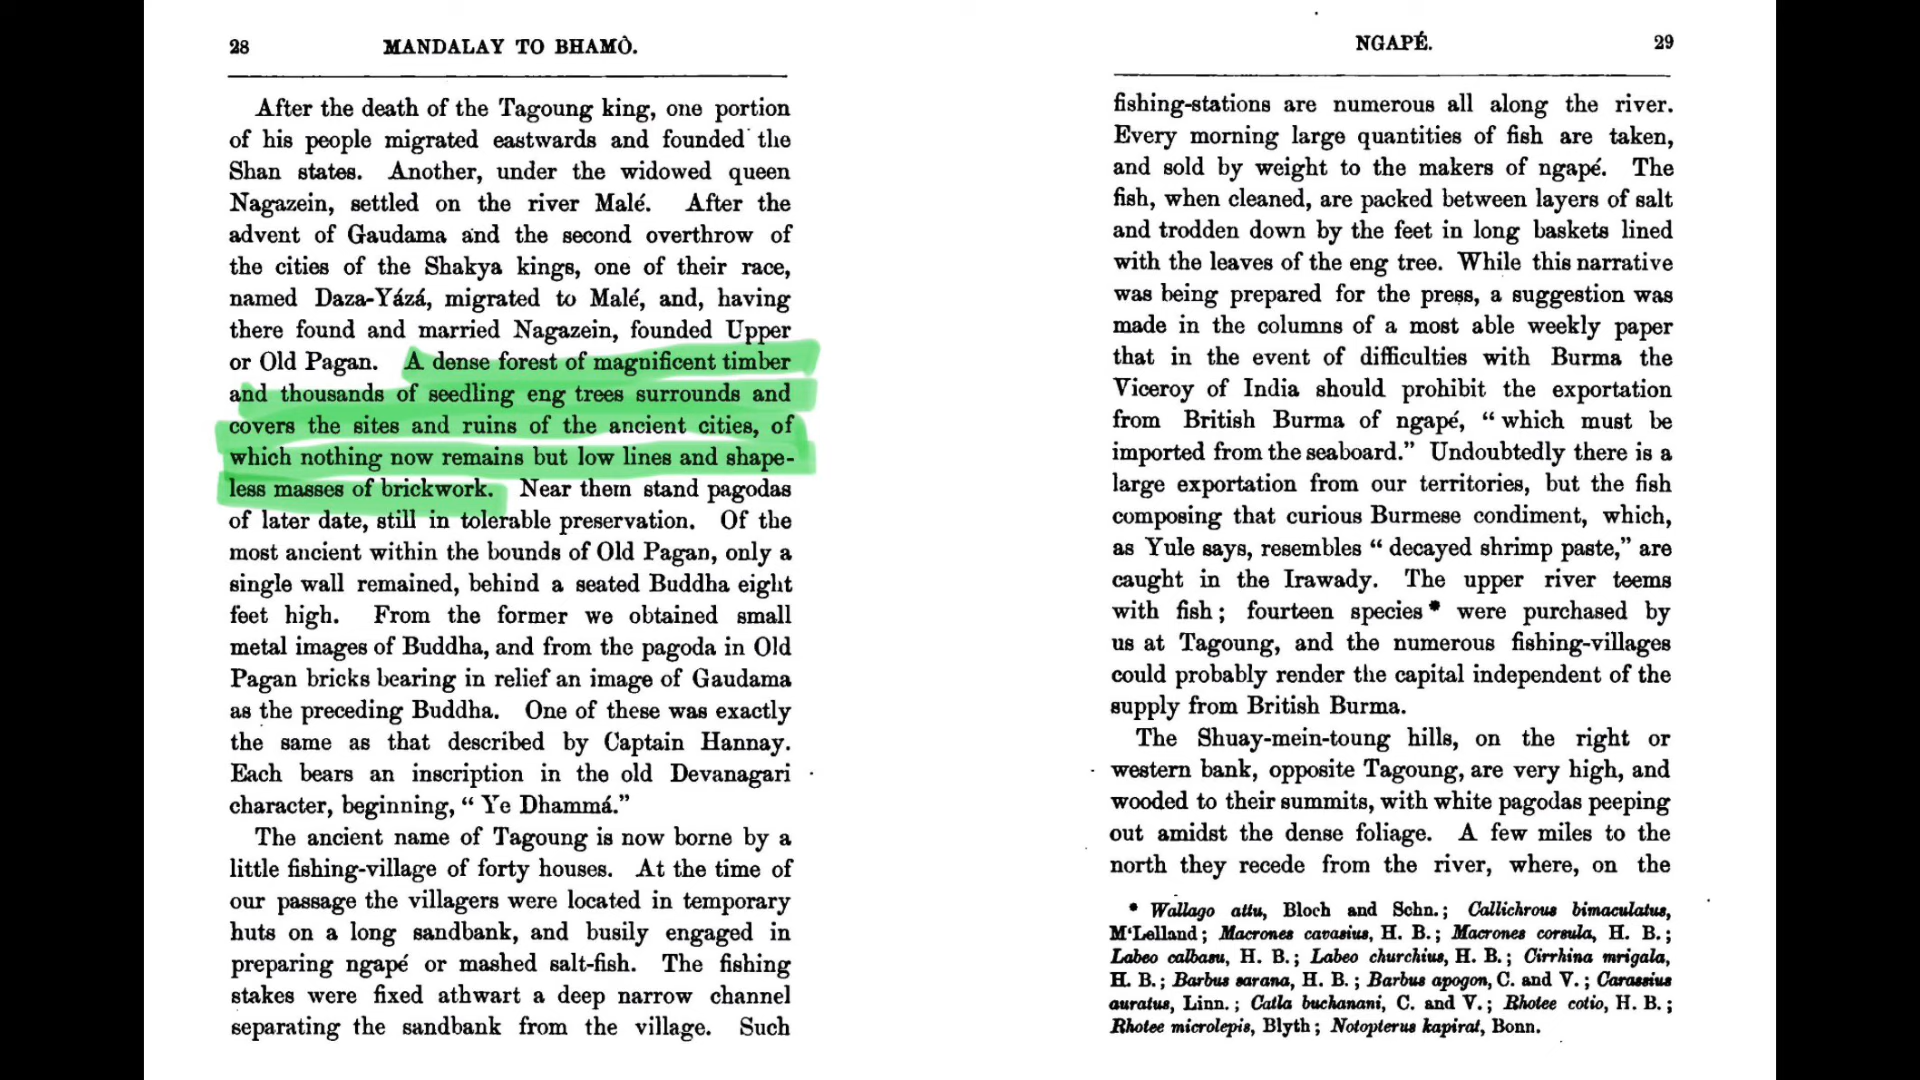 28 MANDALAY TO BHAMÒ.
After the death of the Tagoung king, one portion
of his people migrated eastwards and founded the
Shan states. Another, under the widowed queen
Nagazein, settled on the river Malé. After the
advent of Gaudama and the second overthrow of
the cities of the Shakya kings, one of their race,
named Daza-Yázá, migrated to Malé, and, having
there found and married Nagazein, founded Upper
or Old Pagan. A dense forest of magnificent timber
and thousands of seedling eng trees surrounds and
covers the sites and ruins of the ancient cities, of
which nothing now remains but low lines and shape-
less masses of brickwork. Near them stand pagodas
of later date, still in tolerable preservation. Of the
most ancient within the bounds of Old Pagan, only a
single wall remained, behind a seated Buddha eight
feet high. From the former we obtained small
metal images of Buddha, and from the pagoda in Old
Pagan bricks bearing in relief an image of Gaudama
as the preceding Buddha. One of these was exactly
the same as that described by Captain Hannay.
Each bears an inscription in the old Devanagari
character, beginning, “ Ye Dhammá.”
The ancient name of Tagoung is now borne by a
little fishing-village of forty houses. At the time of
our passage the villagers were located in temporary
huts on a long sandbank, and busily engaged in
preparing ngapé or mashed salt-fish. The fishing
stakes were fixed athwart a deep narrow channel
separating the sandbank from the village. Such
NGAPÉ. 29
fishing-stations are numerous all along the river.
Every morning large quantities of fish are taken,
and sold by weight to the makers of ngapé. The
fish, when cleaned, are packed between layers of salt
and trodden down by the feet in long baskets lined
with the leaves of the eng tree. While this narrative
was being prepared for the press, a suggestion was
made in the columns of a most able weekly paper
that in the event of difficulties with Burma the
Viceroy of India should prohibit the exportation
from British Burma of ngapé, “ which must be
imported from the seaboard.” Undoubtedly there is a
large exportation from our territories, but the fish
composing that curious Burmese condiment, which,
as Yule says, resembles “ decayed shrimp paste,” are
caught in the Irawady. The upper river teems
with fish ; fourteen species * were purchased by
us at Tagoung, and the numerous fishing-villages
could probably render the capital independent of the
supply from British Burma.
The Shuay-mein-toung hills, on the right or
western bank, opposite Tagoung, are very high, and
wooded to their summits, with white pagodas peeping
out amidst the dense foliage. A few miles to the
north they recede from the river, where, on the
* Wallago attu, Bloch and Schn. ; Callichrous bimaculatus,
M‘Lelland ; Macrones cavasius, H. B. ; Macrones corsula, H. B. ;
Labeo calbasu, H. B. ; Labeo churchius, H. B. ; Cirrhina mrigala,
H. B. ; Barbus sarana, H. B. ; Barbus apogon, C. and V. ; Carassius
auratus, Linn. ; Catla buchanani, C. and V. ; Rhotee cotio, H. B. ;
Rhotee microlepis, Blyth ; Notopterus kapirat, Bonn.